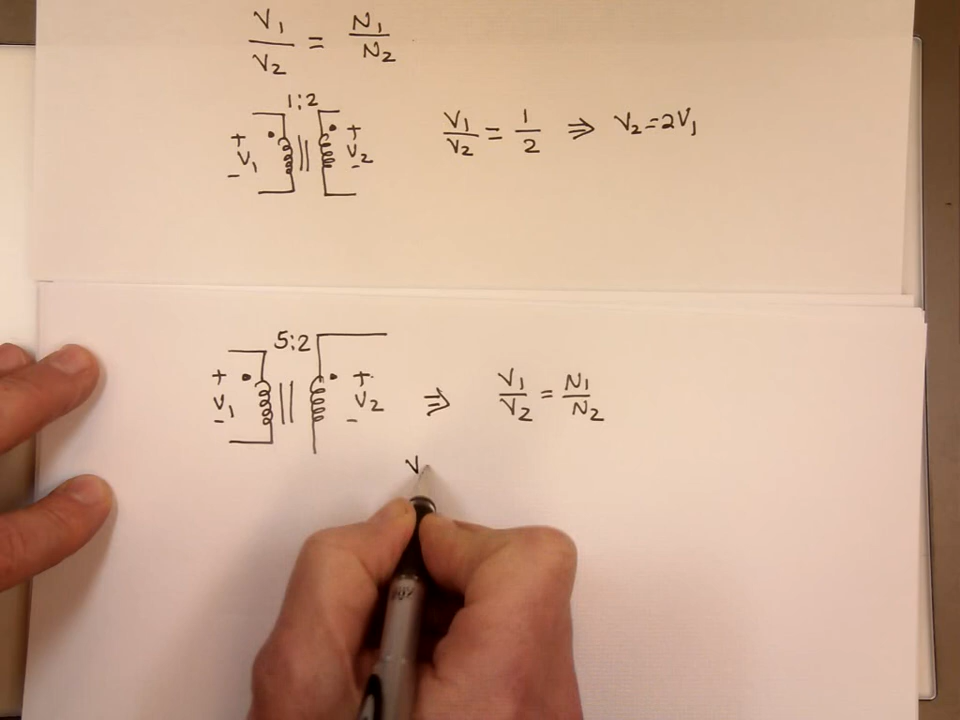 V₁/V₂ = N₁/N₂
1:2
+ V₁ - + V₂ -
V₁/V₂ = 1/2 ⇒ V₂=2V₁
5:2
+ V₁ - + V₂ - ⇒ V₁/V₂ = N₁/N₂
V